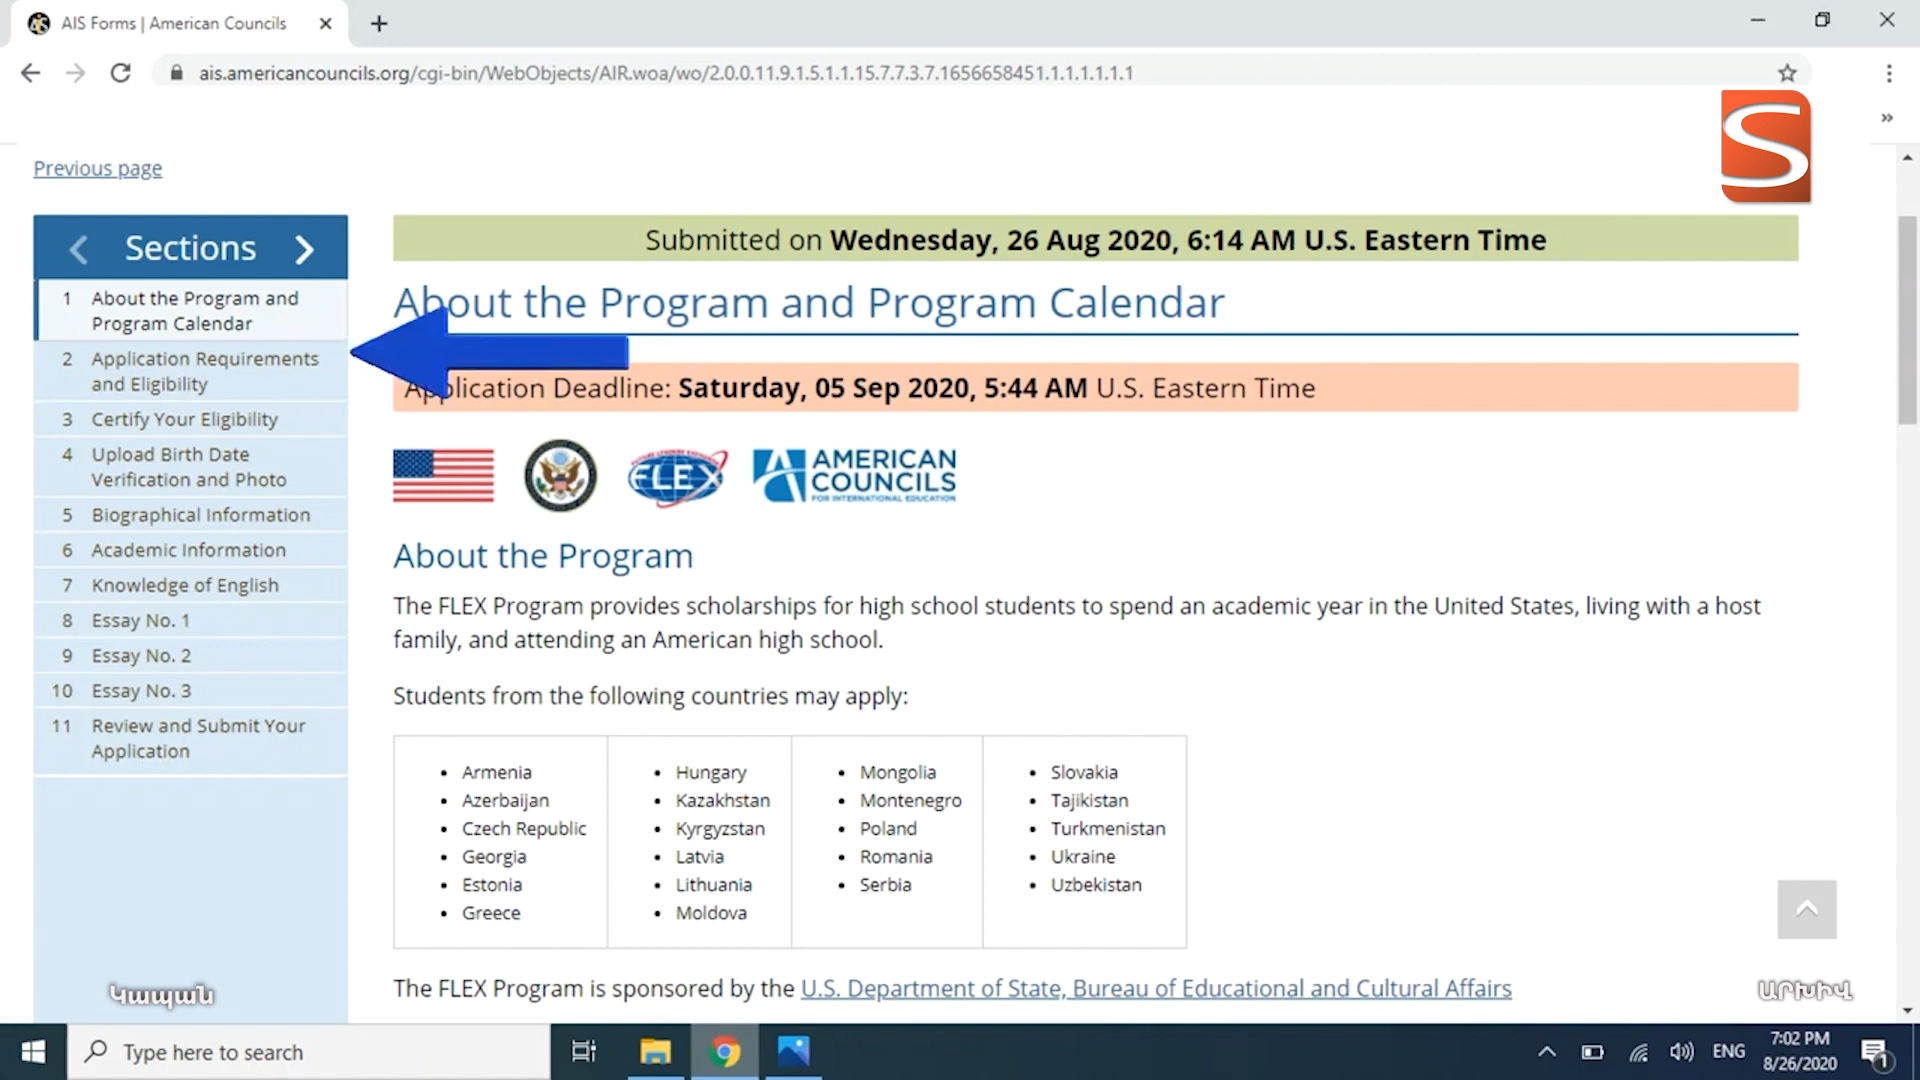 AIS Forms | American Councils
ais.americancouncils.org/cgi-bin/WebObjects/AIR.woa/wo/2.0.0.11.9.1.5.1.1.15.7.7.3.7.1656658451.1.1.1.1.1.1
S
Previous page
Sections
1 About the Program and
Program Calendar
2 Application Requirements
and Eligibility
3 Certify Your Eligibility
4 Upload Birth Date
Verification and Photo
5 Biographical Information
6 Academic Information
7 Knowledge of English
8 Essay No. 1
9 Essay No. 2
10 Essay No. 3
11 Review and Submit Your
Application
Submitted on Wednesday, 26 Aug 2020, 6:14 AM U.S. Eastern Time
About the Program and Program Calendar
Application Deadline: Saturday, 05 Sep 2020, 5:44 AM U.S. Eastern Time
FUTURE LEADERS EXCHANGE
FLEX
AMERICAN
COUNCILS
FOR INTERNATIONAL EDUCATION
About the Program
The FLEX Program provides scholarships for high school students to spend an academic year in the United States, living with a host
family, and attending an American high school.
Students from the following countries may apply:
• Armenia
• Azerbaijan
• Czech Republic
• Georgia
• Estonia
• Greece
• Hungary
• Kazakhstan
• Kyrgyzstan
• Latvia
• Lithuania
• Moldova
• Mongolia
• Montenegro
• Poland
• Romania
• Serbia
• Slovakia
• Tajikistan
• Turkmenistan
• Ukraine
• Uzbekistan
The FLEX Program is sponsored by the U.S. Department of State, Bureau of Educational and Cultural Affairs
Կապան
ԱՐԽԻՎ
Type here to search
ENG
7:02 PM
8/26/2020
1